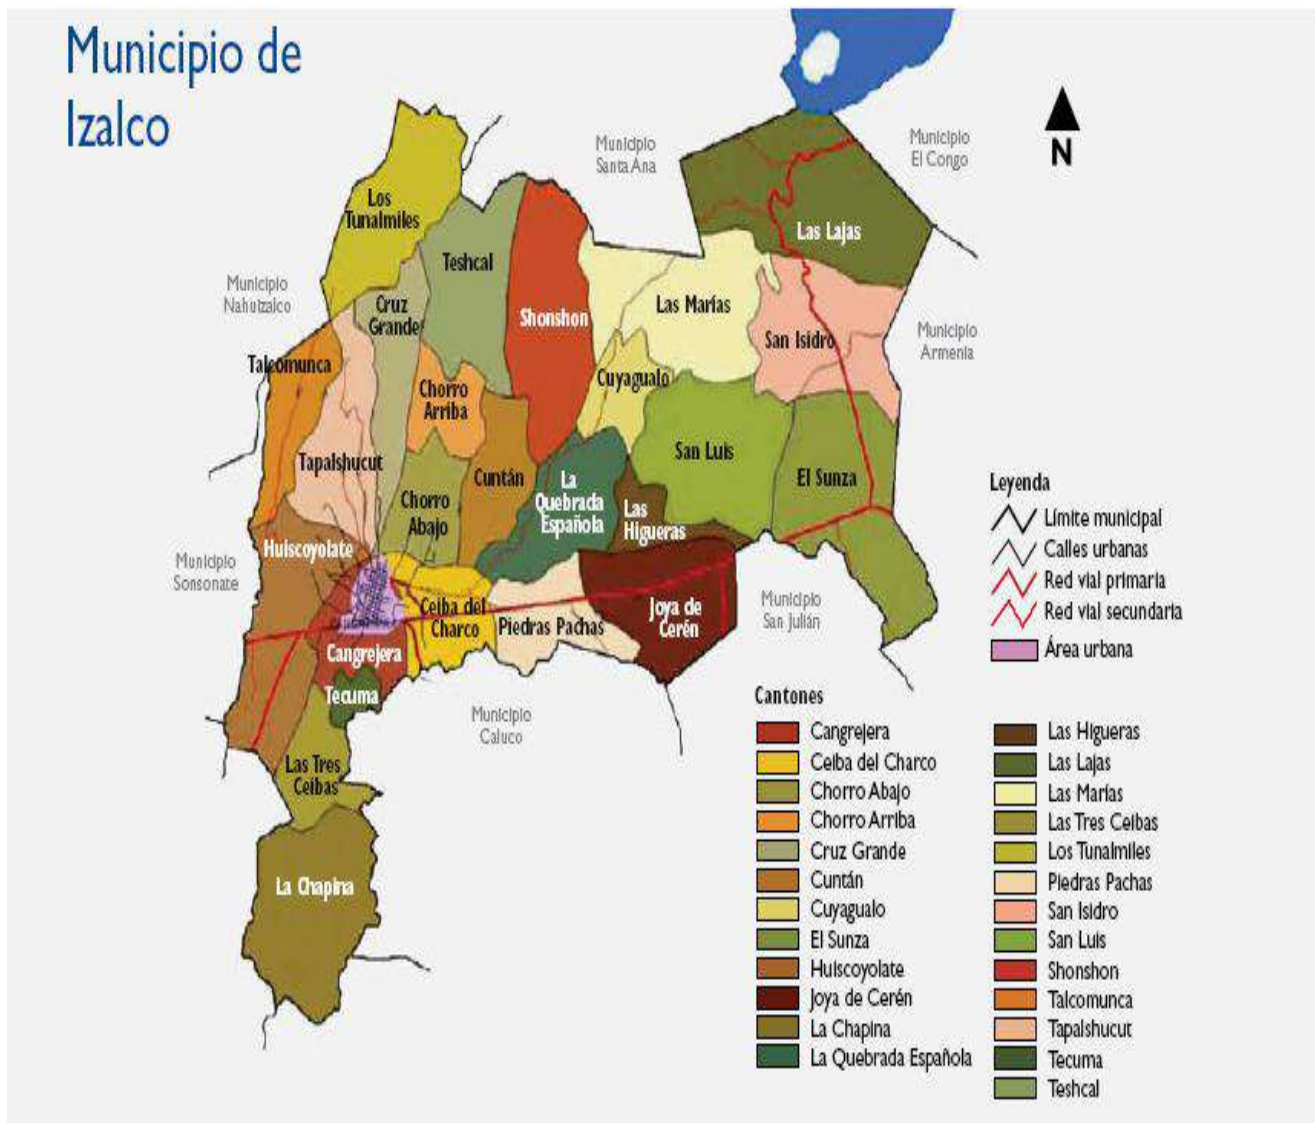 Municipio de
Izalco
Municipio
Santa Ana
Municipio
El Congo
N
Los
Tunalmiles
Las Lajas
Teshcal
Municipio
Nahuizalco
Cruz
Grande
Shonshon
Las Marías
San Isidro
Municipio
Armenia
Talcomunca
Chorro
Arriba
Cuyagualo
Tapalshucut
Cuntán
San Luis
El Sunza
Chorro
Abajo
La
Quebrada
Española
Las
Higueras
Huiscoyolate
Municipio
Sonsonate
Ceiba del
Charco
Piedras Pachas
Joya de
Cerén
Municipio
San Julián
Cangrejera
Tecuma
Municipio
Caluco
Las Tres
Ceibas
La Chapina
Leyenda
Límite municipal
Calles urbanas
Red vial primaria
Red vial secundaria
Área urbana
Cantones
Cangrejera
Ceiba del Charco
Chorro Abajo
Chorro Arriba
Cruz Grande
Cuntán
Cuyagualo
El Sunza
Huiscoyolate
Joya de Cerén
La Chapina
La Quebrada Española
Las Higueras
Las Lajas
Las Marías
Las Tres Ceibas
Los Tunalmiles
Piedras Pachas
San Isidro
San Luis
Shonshon
Talcomunca
Tapalshucut
Tecuma
Teshcal